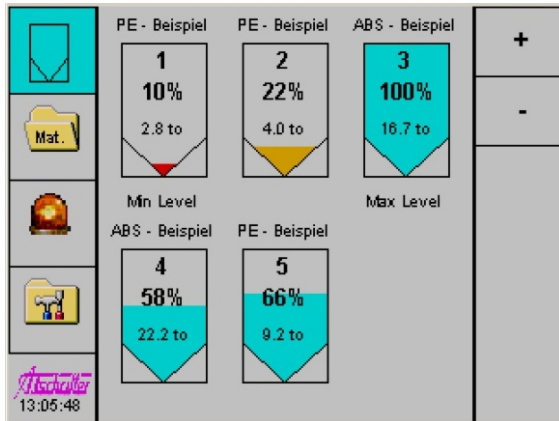 PE - Beispiel PE - Beispiel ABS - Beispiel
1 2 3
10% 22% 100%
2.8 to 4.0 to 16.7 to
Min Level Max Level
ABS - Beispiel PE - Beispiel
4 5
58% 66%
22.2 to 9.2 to
Mat.
13:05:48
+
-